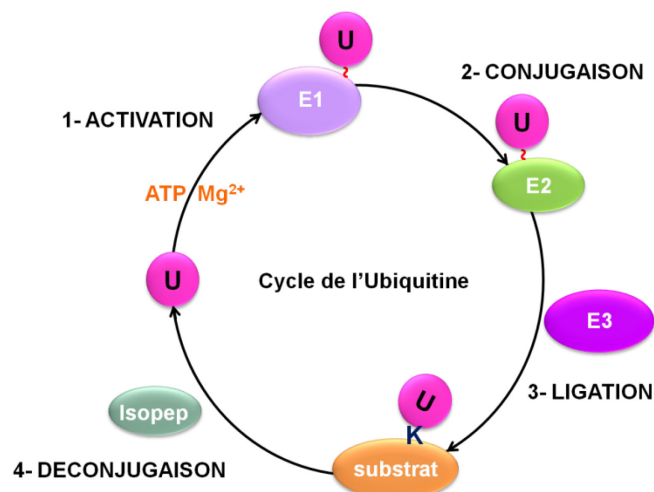 U
E1
2- CONJUGAISON
U
1- ACTIVATION
E2
ATP Mg²⁺
U
Cycle de l’Ubiquitine
E3
3- LIGATION
Isopep
U
K
substrat
4- DECONJUGAISON